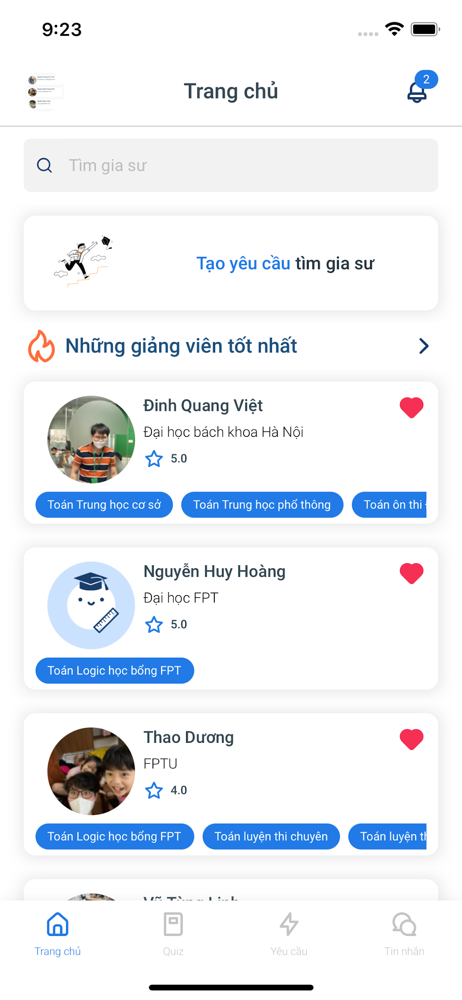 9:23
Trang chủ
2
Tìm gia sư
Tạo yêu cầu tìm gia sư
Những giảng viên tốt nhất
Đinh Quang Việt
Đại học bách khoa Hà Nội
5.0
Toán Trung học cơ sở
Toán Trung học phổ thông
Toán ôn thi
Nguyễn Huy Hoàng
Đại học FPT
5.0
Toán Logic học bổng FPT
Thao Dương
FPTU
4.0
Toán Logic học bổng FPT
Toán luyện thi chuyên
Toán luyện
Vũ Tùng Linh
Trang chủ
Quiz
Yêu cầu
Tin nhắn